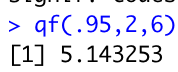 > qf(.95,2,6)
[1] 5.143253